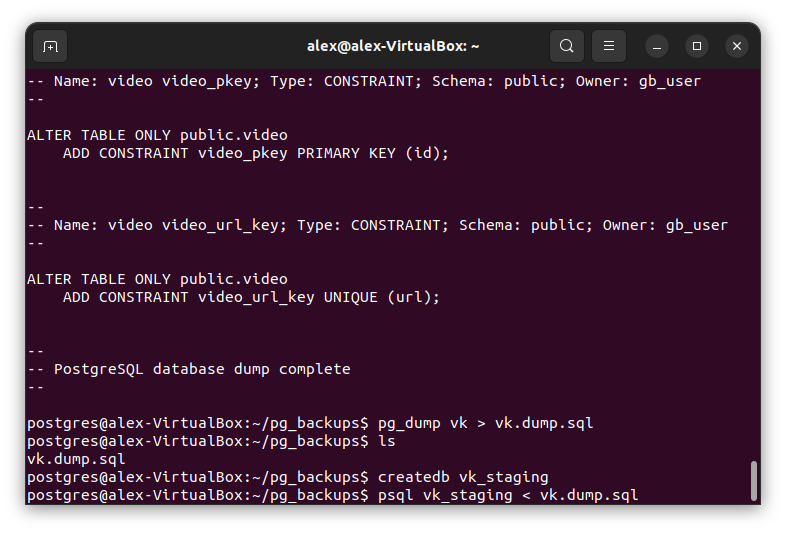 alex@alex-VirtualBox: ~
-- Name: video video_pkey; Type: CONSTRAINT; Schema: public; Owner: gb_user
--
ALTER TABLE ONLY public.video
    ADD CONSTRAINT video_pkey PRIMARY KEY (id);
--
-- Name: video video_url_key; Type: CONSTRAINT; Schema: public; Owner: gb_user
--
ALTER TABLE ONLY public.video
    ADD CONSTRAINT video_url_key UNIQUE (url);
--
-- PostgreSQL database dump complete
--
postgres@alex-VirtualBox:~/pg_backups$ pg_dump vk > vk.dump.sql
postgres@alex-VirtualBox:~/pg_backups$ ls
vk.dump.sql
postgres@alex-VirtualBox:~/pg_backups$ createdb vk_staging
postgres@alex-VirtualBox:~/pg_backups$ psql vk_staging < vk.dump.sql